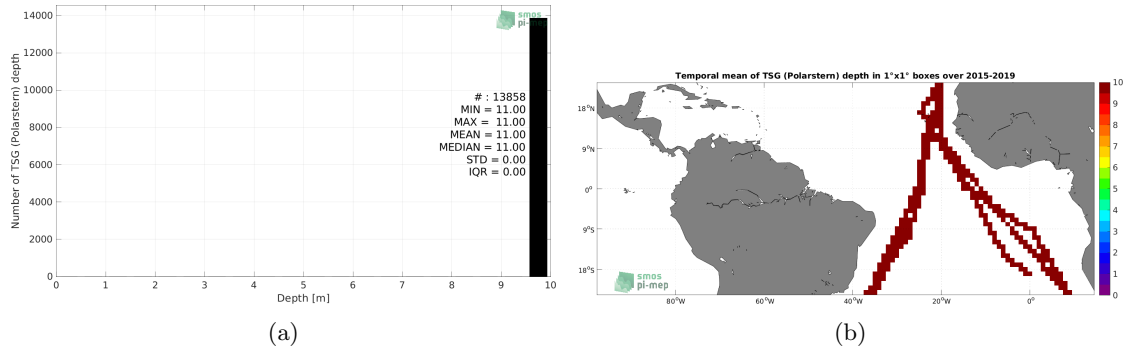 14000
12000
10000
8000
6000
4000
2000
0
Number of TSG (Polarstern) depth
smos
pi-mep
# : 13858
MIN = 11.00
MAX = 11.00
MEAN = 11.00
MEDIAN = 11.00
STD = 0.00
IQR = 0.00
0 1 2 3 4 5 6 7 8 9 10
Depth [m]
(a)
Temporal mean of TSG (Polarstern) depth in 1°x1° boxes over 2015-2019
18°N
9°N
0°
9°S
18°S
80°W 60°W 40°W 20°W 0°
smos
pi-mep
10
9
8
7
6
5
4
3
2
1
0
(b)